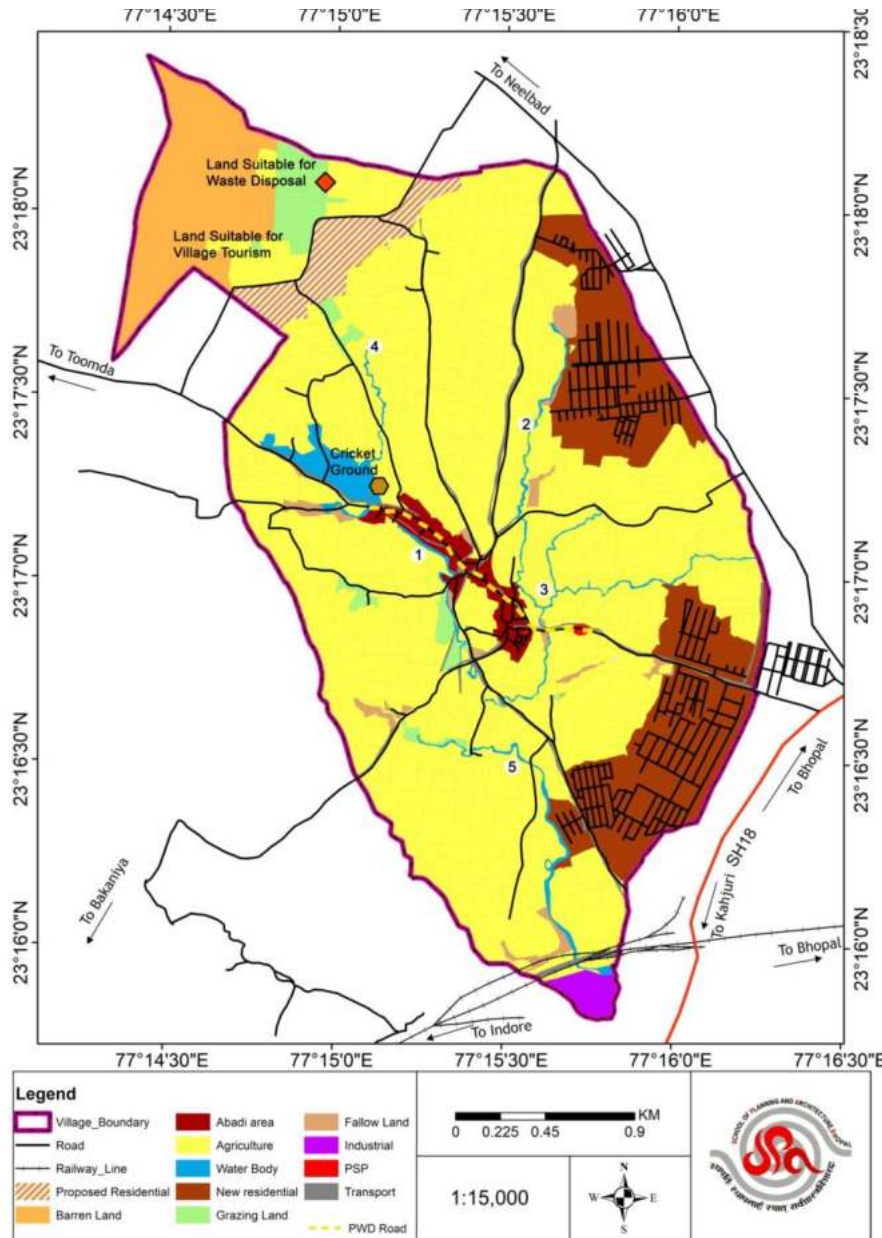 77°14'30"E 77°15'0"E 77°15'30"E 77°16'0"E
23°18'30"
To Neelbad
Land Suitable for
Waste Disposal
23°18'0"N
23°18'0"N
Land Suitable for
Village Tourism
4
To Toomda
23°17'30"N
23°17'30"N
2
Cricket
Ground
1
3
23°17'0"N
23°17'0"N
23°16'30"N
23°16'30"N
5
To Bhopal
To Kahjuri SH18
To Bakaniya
23°16'0"N
23°16'0"N
To Bhopal
To Indore
77°14'30"E 77°15'0"E 77°15'30"E 77°16'0"E 77°16'30"E
Legend
Village_Boundary Abadi area Fallow Land
Road Agriculture Industrial
Railway_Line Water Body PSP
Proposed Residential New residential Transport
Barren Land Grazing Land PWD Road
KM
0 0.225 0.45 0.9
1:15,000
N
W E
S
SCHOOL OF PLANNING AND ARCHITECTURE BHOPAL